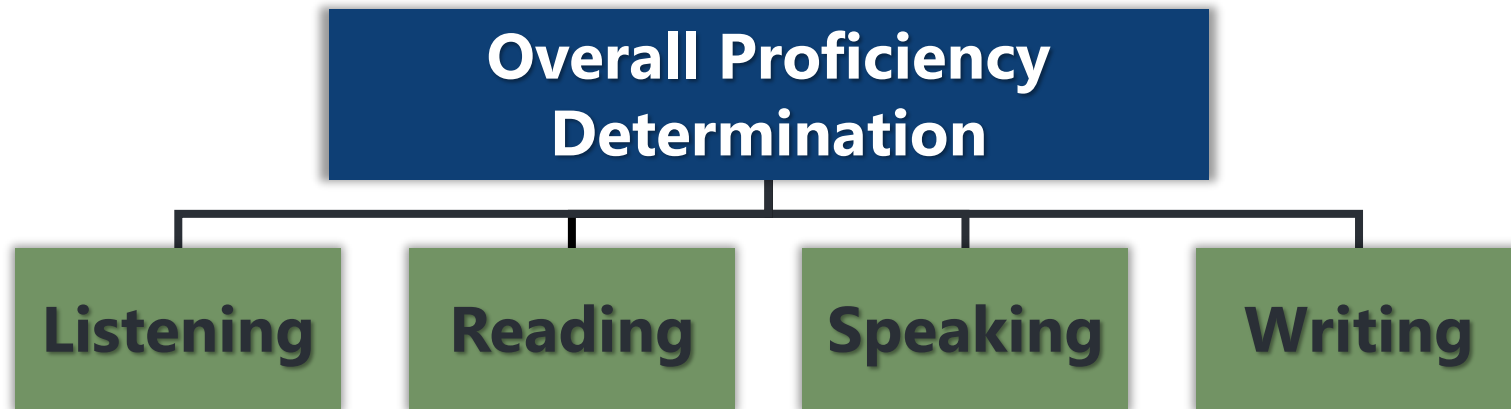 Overall Proficiency
Determination
Listening
Reading
Speaking
Writing